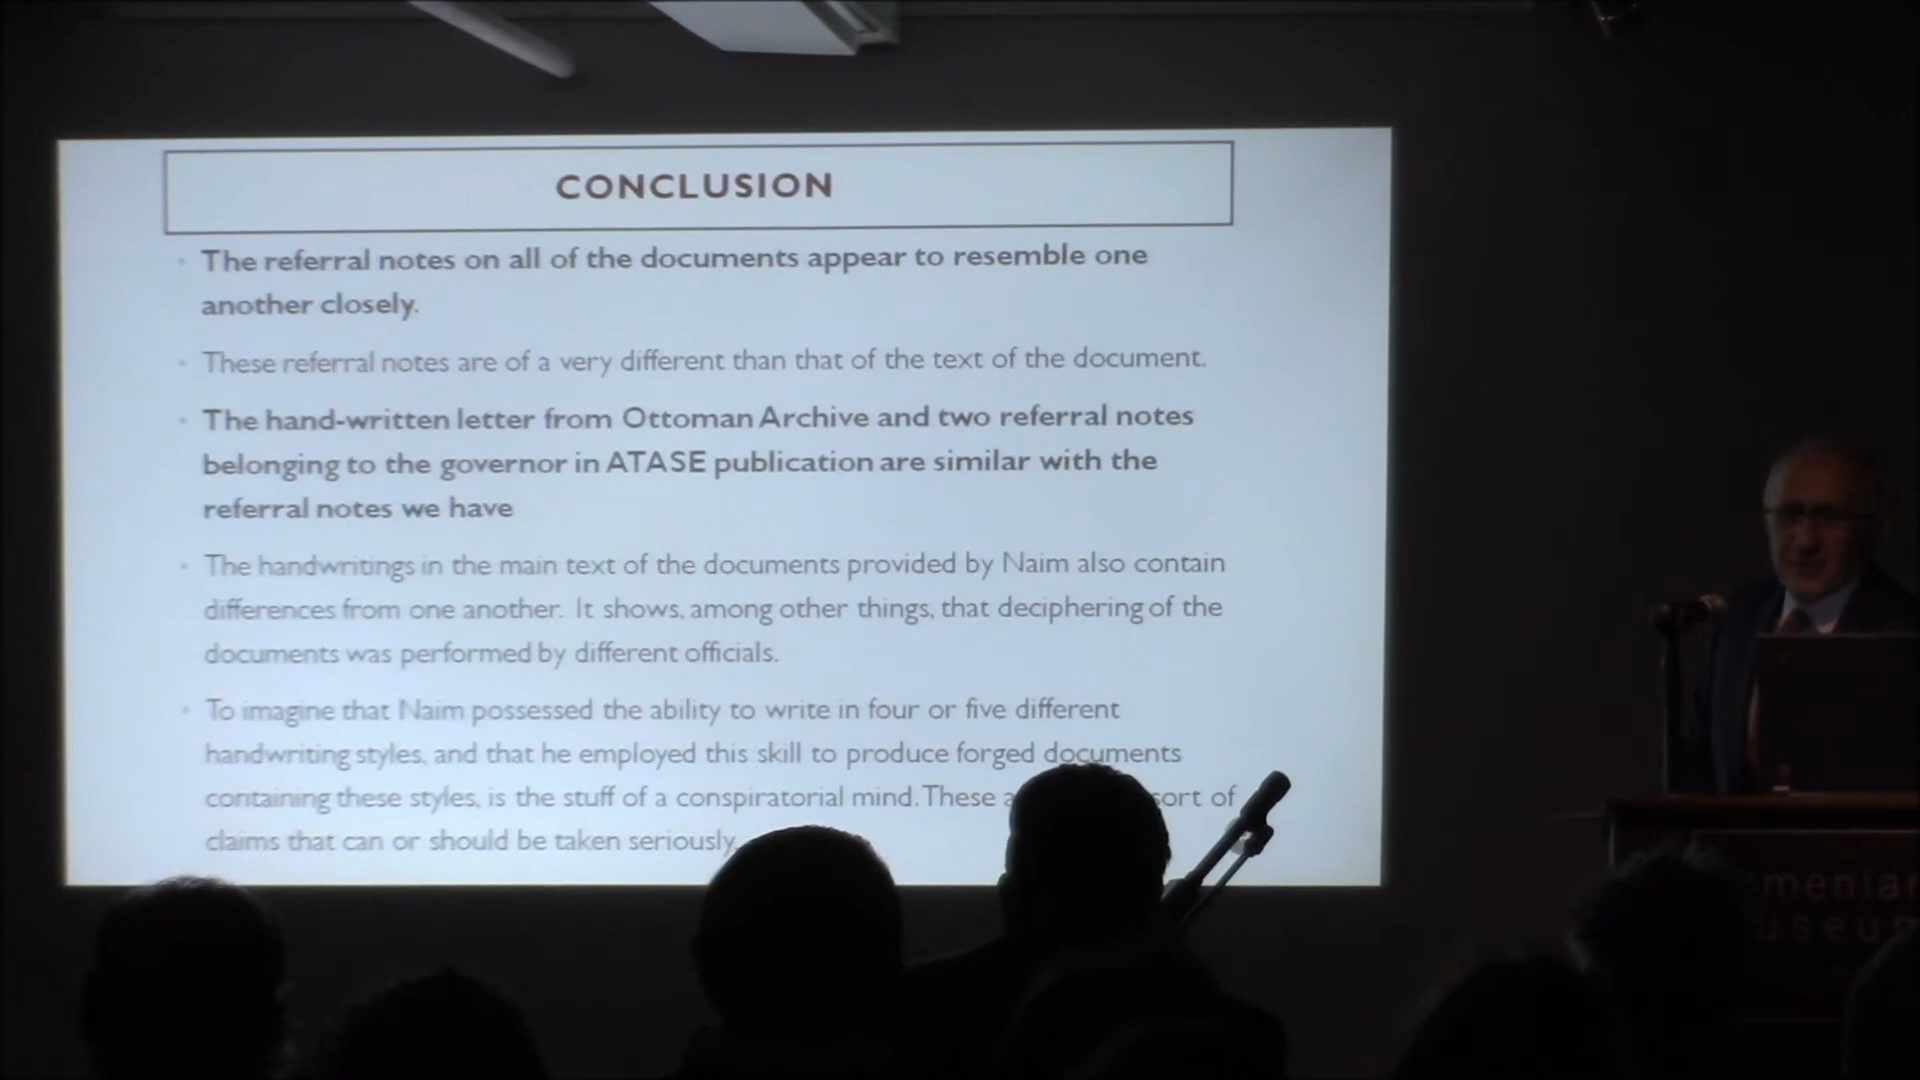 CONCLUSION
The referral notes on all of the documents appear to resemble one
another closely.
These referral notes are of a very different than that of the text of the document.
The hand-written letter from Ottoman Archive and two referral notes
belonging to the governor in ATASE publication are similar with the
referral notes we have
The handwritings in the main text of the documents provided by Naim also contain
differences from one another. It shows, among other things, that deciphering of the
documents was performed by different officials.
To imagine that Naim possessed the ability to write in four or five different
handwriting styles, and that he employed this skill to produce forged documents
containing these styles, is the stuff of a conspiratorial mind. These sort of
claims that can or should be taken seriously.